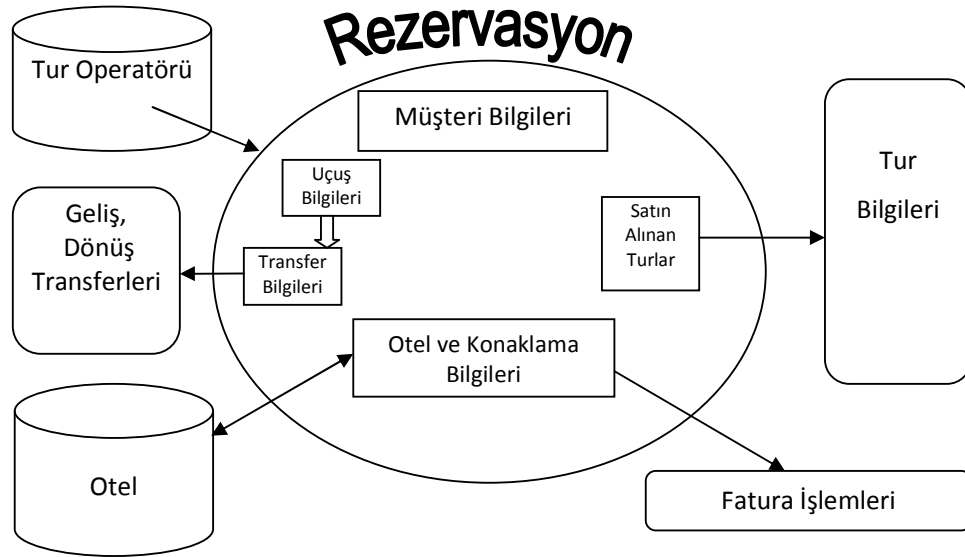 Rezervasyon
Tur Operatörü
Müşteri Bilgileri
Uçuş
Bilgileri
Geliş,
Dönüş
Transferleri
Transfer
Bilgileri
Satın
Alınan
Turlar
Tur
Bilgileri
Otel ve Konaklama
Bilgileri
Otel
Fatura İşlemleri